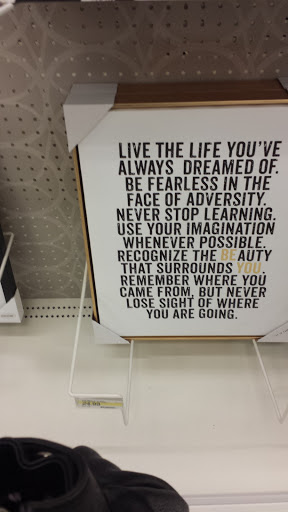 LIVE THE LIFE YOU'VE
ALWAYS DREAMED OF.
BE FEARLESS IN THE
FACE OF ADVERSITY.
NEVER STOP LEARNING.
USE YOUR IMAGINATION
WHENEVER POSSIBLE.
RECOGNIZE THE BEAUTY
THAT SURROUNDS YOU.
REMEMBER WHERE YOU
CAME FROM, BUT NEVER
LOSE SIGHT OF WHERE
YOU ARE GOING.